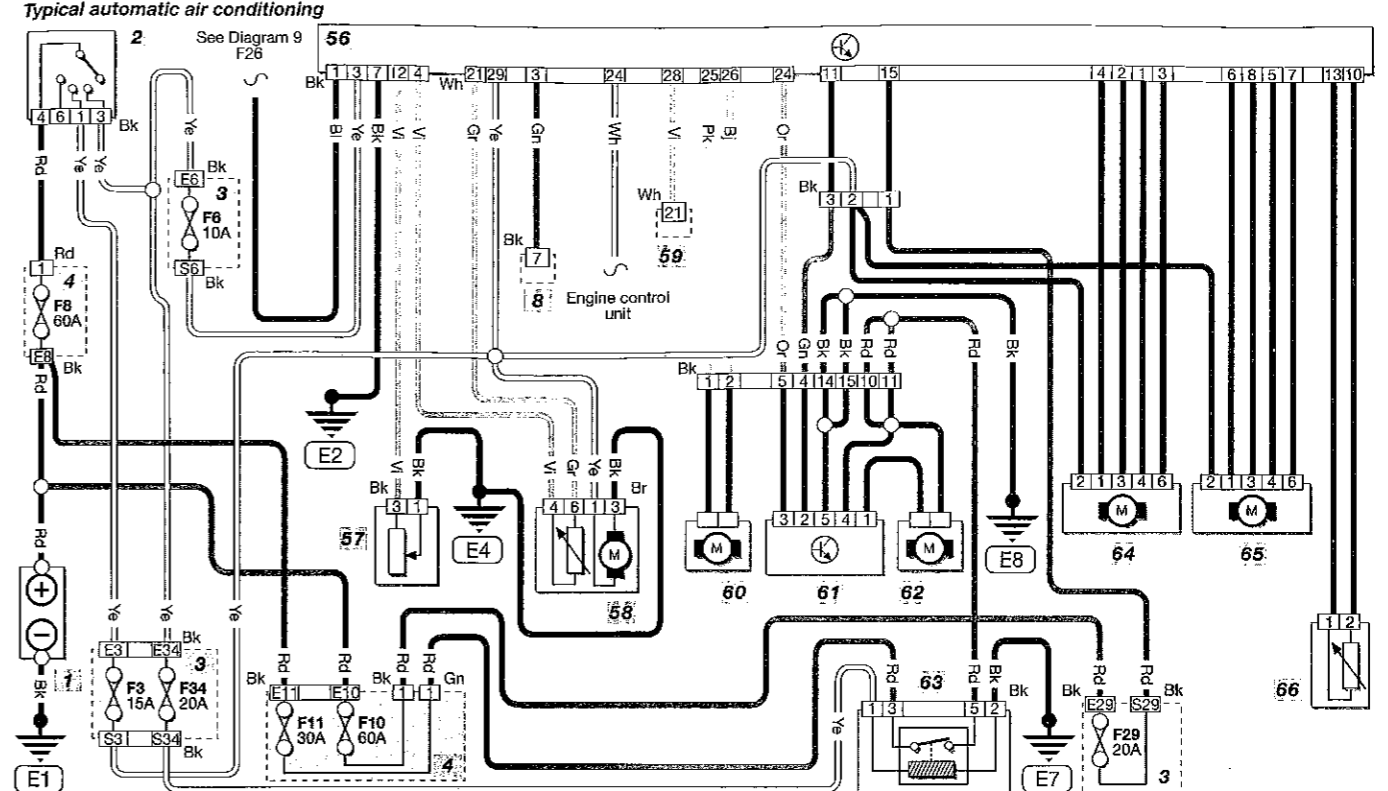 Typical automatic air conditioning
2
See Diagram 9
F26
56
Bk 1 3 7 12 4
Wh 21 29 3 24 28 25 26 24 11 15 4 2 1 3 6 8 5 7 13 10
4 6 1 3 Bk
Rd Ye Ye Ye
Bl Ye Bk Vi Vi Gr Ye Gn Wh Vi Pk Bj Or
E6 Bk
3
F6
10A
S6 Bk
Rd
1 4
F8
60A
E8 Bk
Rd
Wh
21
59
Bk
7
8
Engine control
unit
Bk 3 2 1
E2
Or Gn Bk Bk Rd Rd Rd Bk
Bk 1 2 5 4 14 15 10 11
Vi Bk
Bk 3 1
57
E4
Vi Gr Ye Bk
4 6 1 3 Br
M
58
M
60
3 2 5 4 1
61
M
62
E8
2 1 3 4 6
M
64
2 1 3 4 6
M
65
Rd
+
−
1
Bk
E1
Ye Ye Ye
E3 E34 Bk
3
F3
15A
F34
20A
S3 S34 Bk
Rd Rd Rd Rd
Bk E11 E10 Bk 1 1 Gn
F11
30A
F10
60A
4
Ye
Rd Rd Bk
63
1 3 5 2 Bk
E7
Rd Rd
Bk E29 S29 Bk
F29
20A
3
1 2
66